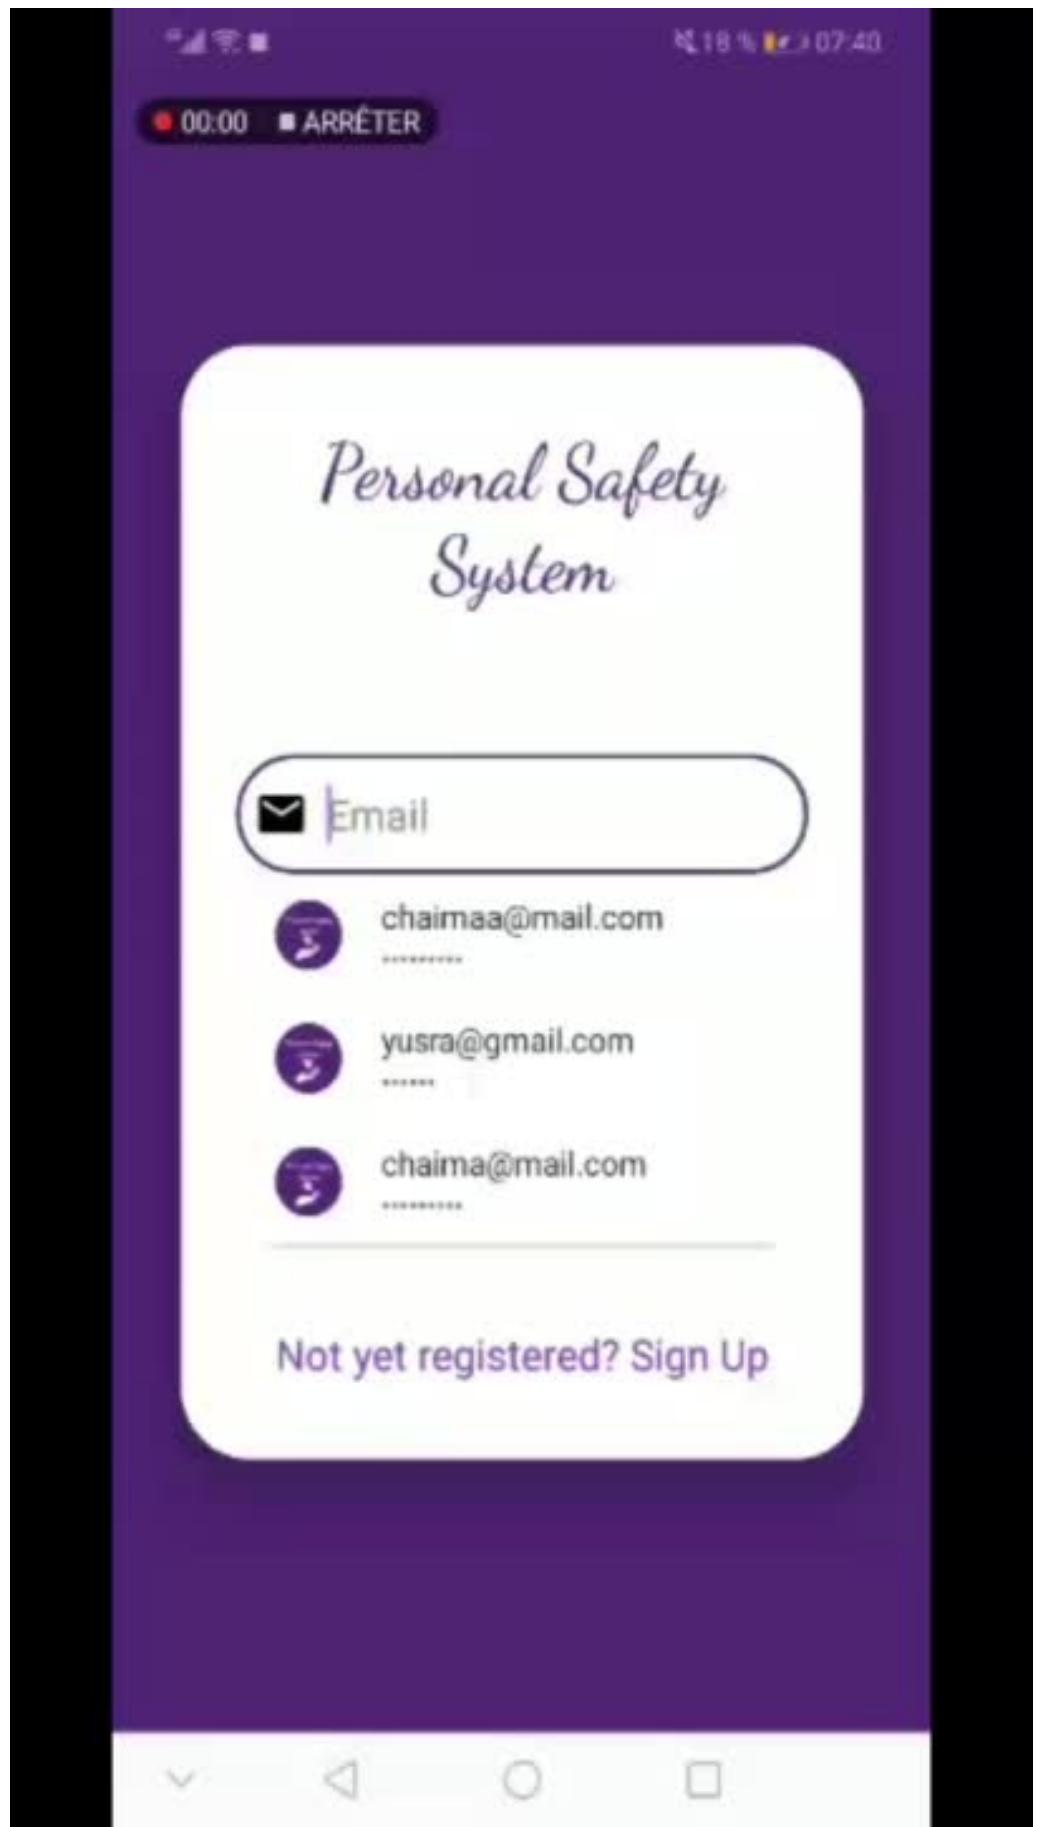 18 % 07:40
00:00 ARRÊTER
Personal Safety
System
Email
chaimaa@mail.com
•••••••••
yusra@gmail.com
••••••
chaima@mail.com
•••••••••
Not yet registered? Sign Up